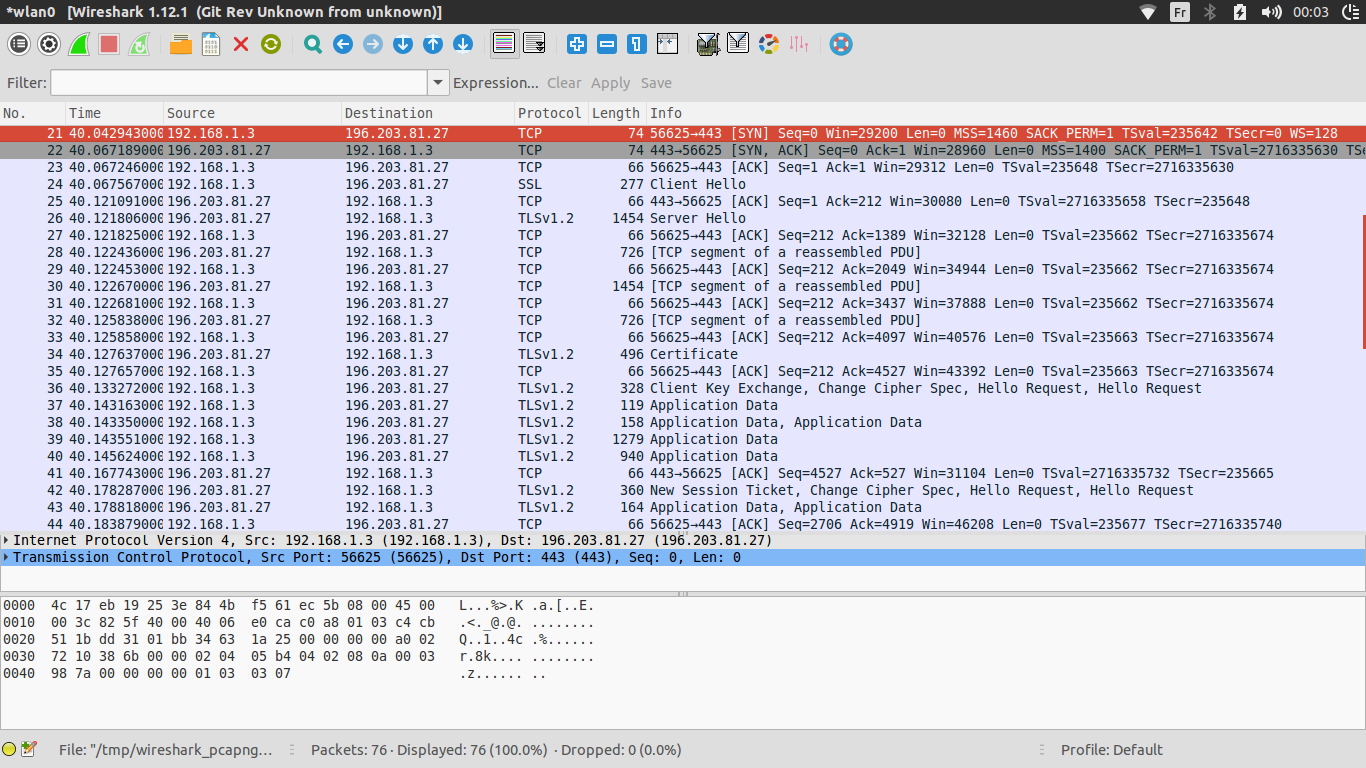 *wlan0 [Wireshark 1.12.1 (Git Rev Unknown from unknown)] Fr 00:03
Filter: Expression... Clear Apply Save
No. Time Source Destination Protocol Length Info
21 40.042943000 192.168.1.3 196.203.81.27 TCP 74 56625→443 [SYN] Seq=0 Win=29200 Len=0 MSS=1460 SACK_PERM=1 TSval=235642 TSecr=0 WS=128
22 40.067189000 196.203.81.27 192.168.1.3 TCP 74 443→56625 [SYN, ACK] Seq=0 Ack=1 Win=28960 Len=0 MSS=1400 SACK_PERM=1 TSval=2716335630 TSe
23 40.067246000 192.168.1.3 196.203.81.27 TCP 66 56625→443 [ACK] Seq=1 Ack=1 Win=29312 Len=0 TSval=235648 TSecr=2716335630
24 40.067567000 192.168.1.3 196.203.81.27 SSL 277 Client Hello
25 40.121091000 196.203.81.27 192.168.1.3 TCP 66 443→56625 [ACK] Seq=1 Ack=212 Win=30080 Len=0 TSval=2716335658 TSecr=235648
26 40.121806000 196.203.81.27 192.168.1.3 TLSv1.2 1454 Server Hello
27 40.121825000 192.168.1.3 196.203.81.27 TCP 66 56625→443 [ACK] Seq=212 Ack=1389 Win=32128 Len=0 TSval=235662 TSecr=2716335674
28 40.122436000 196.203.81.27 192.168.1.3 TCP 726 [TCP segment of a reassembled PDU]
29 40.122453000 192.168.1.3 196.203.81.27 TCP 66 56625→443 [ACK] Seq=212 Ack=2049 Win=34944 Len=0 TSval=235662 TSecr=2716335674
30 40.122670000 196.203.81.27 192.168.1.3 TCP 1454 [TCP segment of a reassembled PDU]
31 40.122681000 192.168.1.3 196.203.81.27 TCP 66 56625→443 [ACK] Seq=212 Ack=3437 Win=37888 Len=0 TSval=235662 TSecr=2716335674
32 40.125838000 196.203.81.27 192.168.1.3 TCP 726 [TCP segment of a reassembled PDU]
33 40.125858000 192.168.1.3 196.203.81.27 TCP 66 56625→443 [ACK] Seq=212 Ack=4097 Win=40576 Len=0 TSval=235663 TSecr=2716335674
34 40.127637000 196.203.81.27 192.168.1.3 TLSv1.2 496 Certificate
35 40.127657000 192.168.1.3 196.203.81.27 TCP 66 56625→443 [ACK] Seq=212 Ack=4527 Win=43392 Len=0 TSval=235663 TSecr=2716335674
36 40.133272000 192.168.1.3 196.203.81.27 TLSv1.2 328 Client Key Exchange, Change Cipher Spec, Hello Request, Hello Request
37 40.143163000 192.168.1.3 196.203.81.27 TLSv1.2 119 Application Data
38 40.143350000 192.168.1.3 196.203.81.27 TLSv1.2 158 Application Data, Application Data
39 40.143551000 192.168.1.3 196.203.81.27 TLSv1.2 1279 Application Data
40 40.145624000 192.168.1.3 196.203.81.27 TLSv1.2 940 Application Data
41 40.167743000 196.203.81.27 192.168.1.3 TCP 66 443→56625 [ACK] Seq=4527 Ack=527 Win=31104 Len=0 TSval=2716335732 TSecr=235665
42 40.178287000 196.203.81.27 192.168.1.3 TLSv1.2 360 New Session Ticket, Change Cipher Spec, Hello Request, Hello Request
43 40.178818000 196.203.81.27 192.168.1.3 TLSv1.2 164 Application Data, Application Data
44 40.183879000 192.168.1.3 196.203.81.27 TCP 66 56625→443 [ACK] Seq=2706 Ack=4919 Win=46208 Len=0 TSval=235677 TSecr=2716335740
Internet Protocol Version 4, Src: 192.168.1.3 (192.168.1.3), Dst: 196.203.81.27 (196.203.81.27)
Transmission Control Protocol, Src Port: 56625 (56625), Dst Port: 443 (443), Seq: 0, Len: 0
0000 4c 17 eb 19 25 3e 84 4b f5 61 ec 5b 08 00 45 00 L...%>.K .a.[..E.
0010 00 3c 82 5f 40 00 40 06 e0 ca c0 a8 01 03 c4 cb .<._@.@. ........
0020 51 1b dd 31 01 bb 34 63 1a 25 00 00 00 00 a0 02 Q..1..4c .%......
0030 72 10 38 6b 00 00 02 04 05 b4 04 02 08 0a 00 03 r.8k.... ........
0040 98 7a 00 00 00 00 01 03 03 07 .z...... ..
File: "/tmp/wireshark_pcapng... Packets: 76 · Displayed: 76 (100.0%) · Dropped: 0 (0.0%) Profile: Default